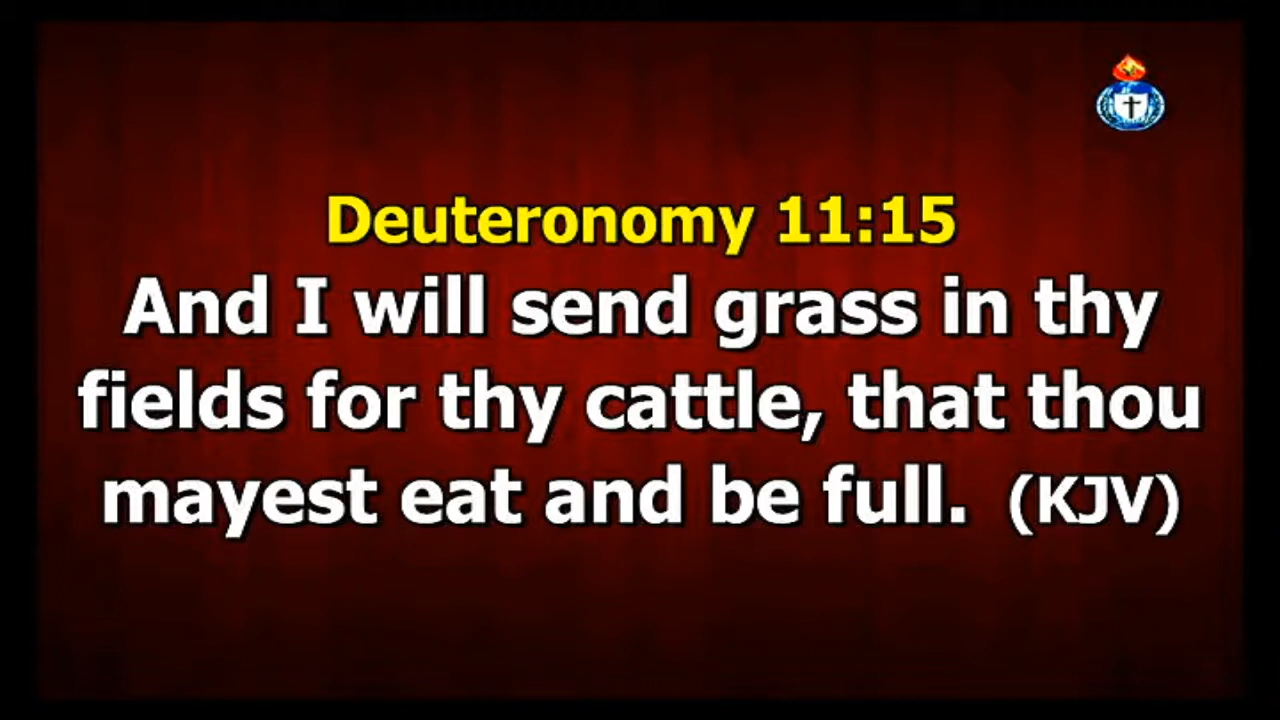 Deuteronomy 11:15
And I will send grass in thy
fields for thy cattle, that thou
mayest eat and be full. (KJV)